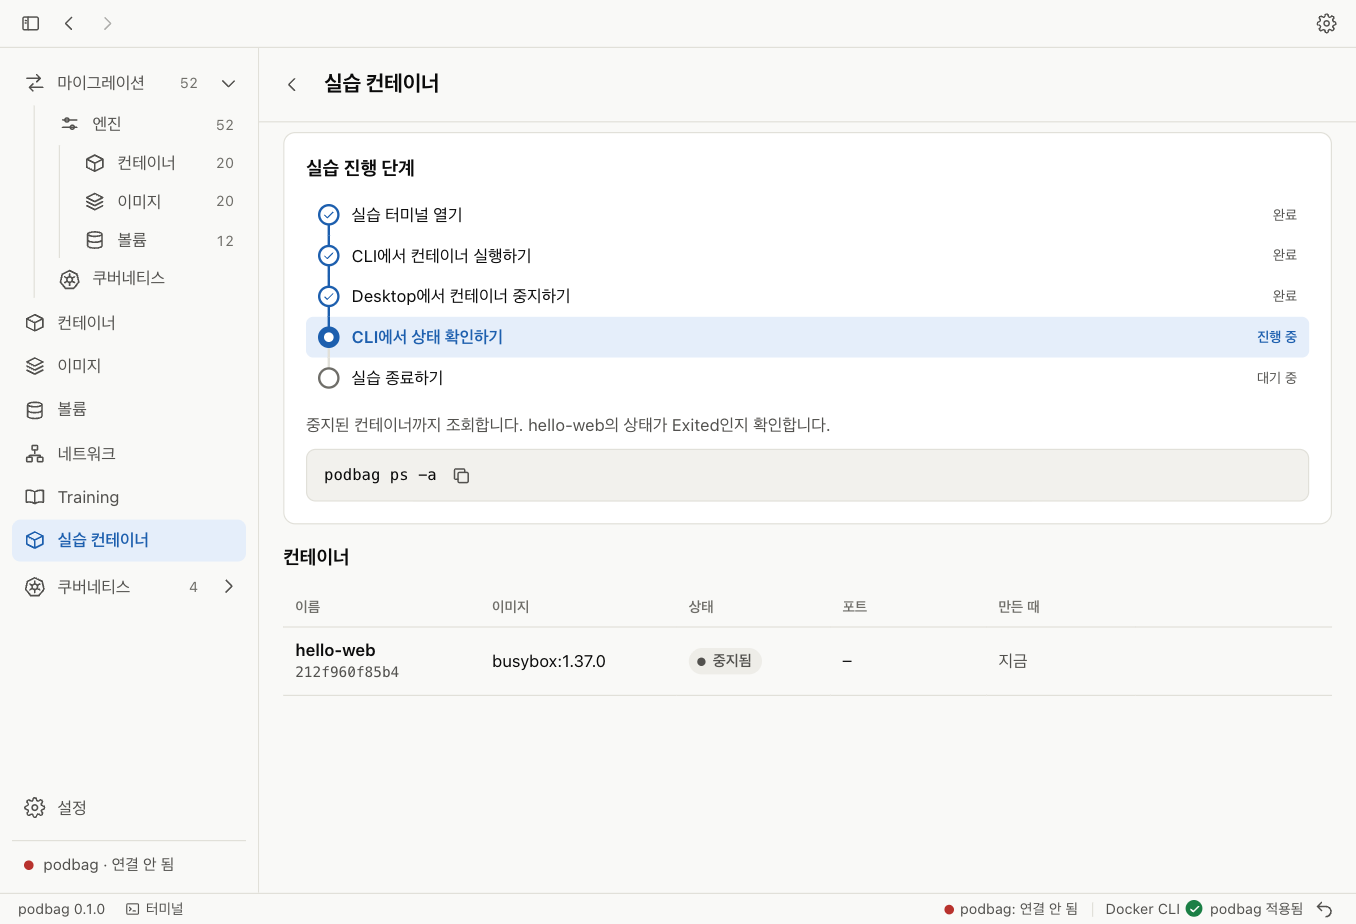 마이그레이션 52
엔진 52
컨테이너 20
이미지 20
볼륨 12
쿠버네티스
컨테이너
이미지
볼륨
네트워크
Training
실습 컨테이너
쿠버네티스 4
설정
podbag · 연결 안 됨
실습 컨테이너
실습 진행 단계
실습 터미널 열기 완료
CLI에서 컨테이너 실행하기 완료
Desktop에서 컨테이너 중지하기 완료
CLI에서 상태 확인하기 진행 중
실습 종료하기 대기 중
중지된 컨테이너까지 조회합니다. hello-web의 상태가 Exited인지 확인합니다.
podbag ps -a
컨테이너
이름 이미지 상태 포트 만든 때
hello-web busybox:1.37.0 중지됨 – 지금
212f960f85b4
podbag 0.1.0 터미널 podbag: 연결 안 됨 Docker CLI podbag 적용됨